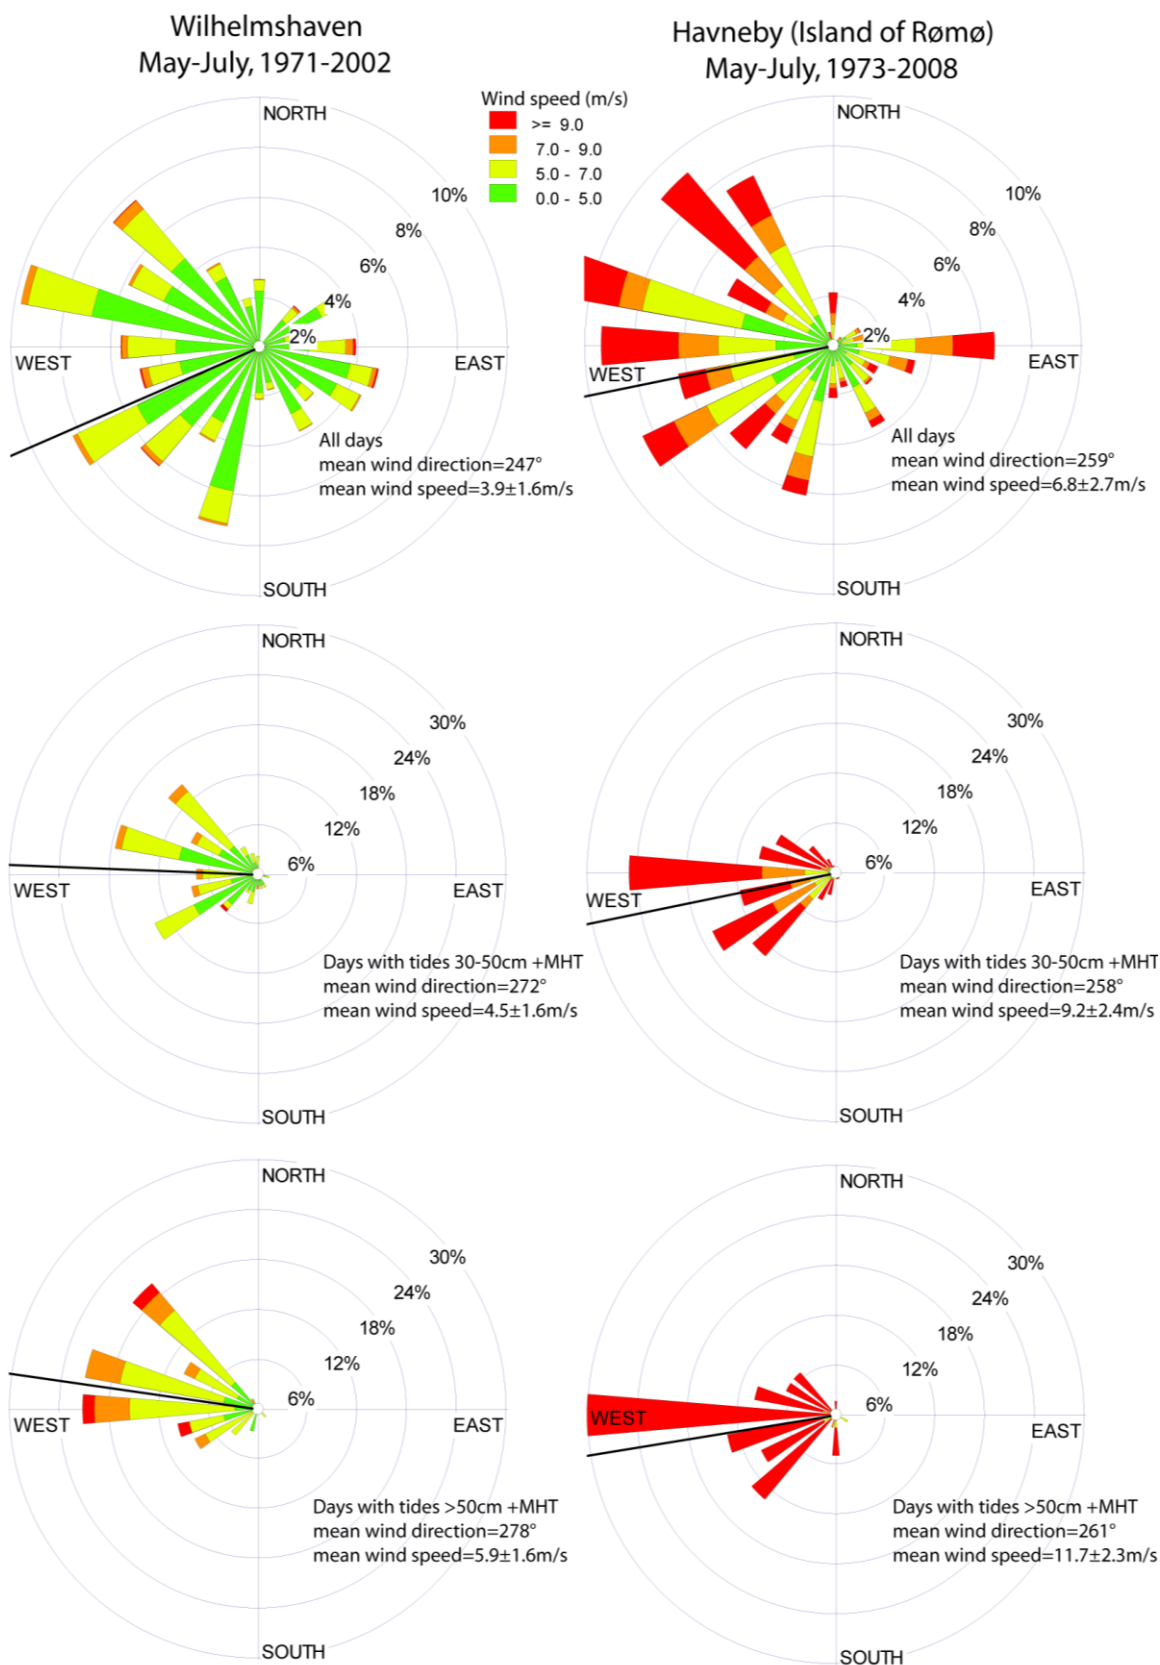 Wilhelmshaven
May-July, 1971-2002
Havneby (Island of Rømø)
May-July, 1973-2008
Wind speed (m/s)
>= 9.0
7.0 - 9.0
5.0 - 7.0
0.0 - 5.0
NORTH
10%
8%
6%
4%
2%
WEST
EAST
SOUTH
All days
mean wind direction=247°
mean wind speed=3.9±1.6m/s
NORTH
10%
8%
6%
4%
2%
WEST
EAST
SOUTH
All days
mean wind direction=259°
mean wind speed=6.8±2.7m/s
NORTH
30%
24%
18%
12%
6%
WEST
EAST
SOUTH
Days with tides 30-50cm +MHT
mean wind direction=272°
mean wind speed=4.5±1.6m/s
NORTH
30%
24%
18%
12%
6%
WEST
EAST
SOUTH
Days with tides 30-50cm +MHT
mean wind direction=258°
mean wind speed=9.2±2.4m/s
NORTH
30%
24%
18%
12%
6%
WEST
EAST
SOUTH
Days with tides >50cm +MHT
mean wind direction=278°
mean wind speed=5.9±1.6m/s
NORTH
30%
24%
18%
12%
6%
WEST
EAST
SOUTH
Days with tides >50cm +MHT
mean wind direction=261°
mean wind speed=11.7±2.3m/s